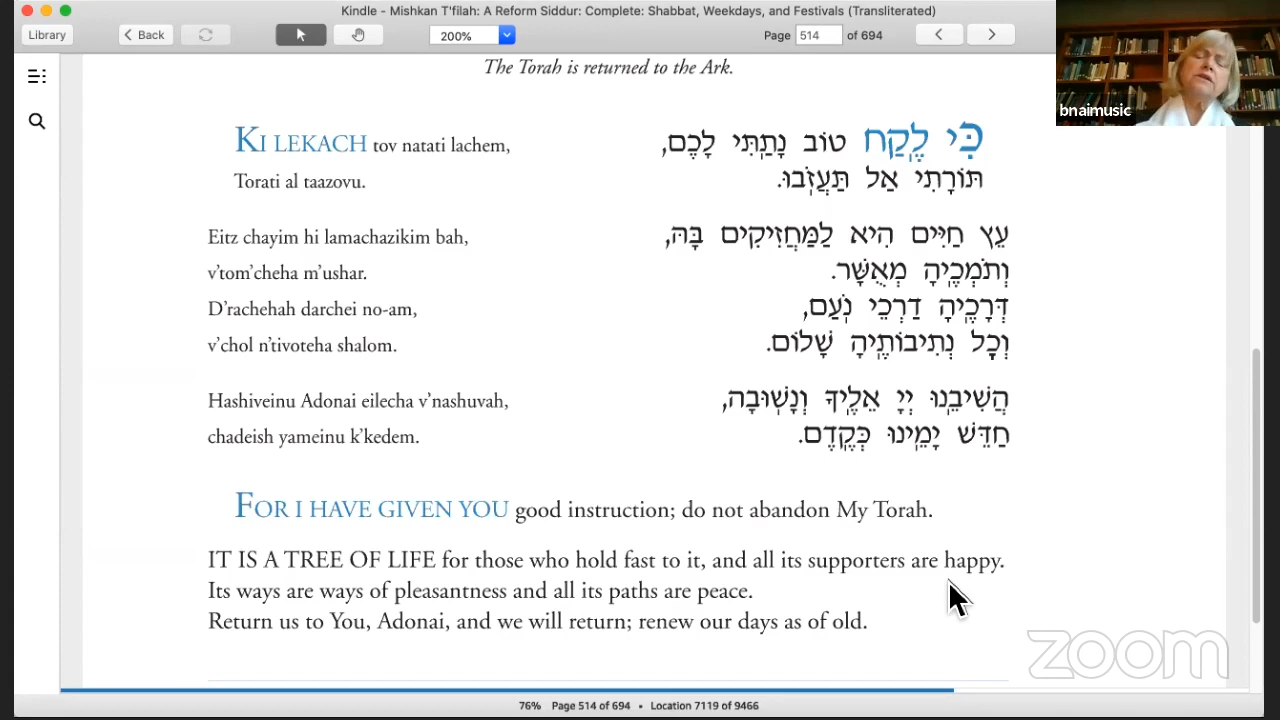 Kindle - Mishkan T'filah: A Reform Siddur: Complete: Shabbat, Weekdays, and Festivals (Transliterated)
Library
Back
200%
Page 514 of 694
bnaimusic
The Torah is returned to the Ark.
KI LEKACH tov natati lachem,
Torati al taazovu.
Eitz chayim hi lamachazikim bah,
v'tom'cheha m'ushar.
D'rachehah darchei no-am,
v'chol n'tivoteha shalom.
Hashiveinu Adonai eilecha v'nashuvah,
chadeish yameinu k'kedem.
כִּי לֶֽקַח טוֹב נָתַֽתִּי לָכֶם,
תּוֹרָתִי אַל תַּעֲזֹֽבוּ.
עֵץ חַיִּים הִיא לַמַּחֲזִיקִים בָּהּ,
וְתֹמְכֶֽיהָ מְאֻשָּׁר.
דְּרָכֶֽיהָ דַרְכֵי נֹֽעַם,
וְכָל נְתִיבוֹתֶֽיהָ שָׁלוֹם.
הֲשִׁיבֵֽנוּ יְיָ אֵלֶֽיךָ וְנָשֽׁוּבָה,
חַדֵּשׁ יָמֵֽינוּ כְּקֶֽדֶם.
FOR I HAVE GIVEN YOU good instruction; do not abandon My Torah.
IT IS A TREE OF LIFE for those who hold fast to it, and all its supporters are happy.
Its ways are ways of pleasantness and all its paths are peace.
Return us to You, Adonai, and we will return; renew our days as of old.
zoom
76% Page 514 of 694 • Location 7119 of 9466